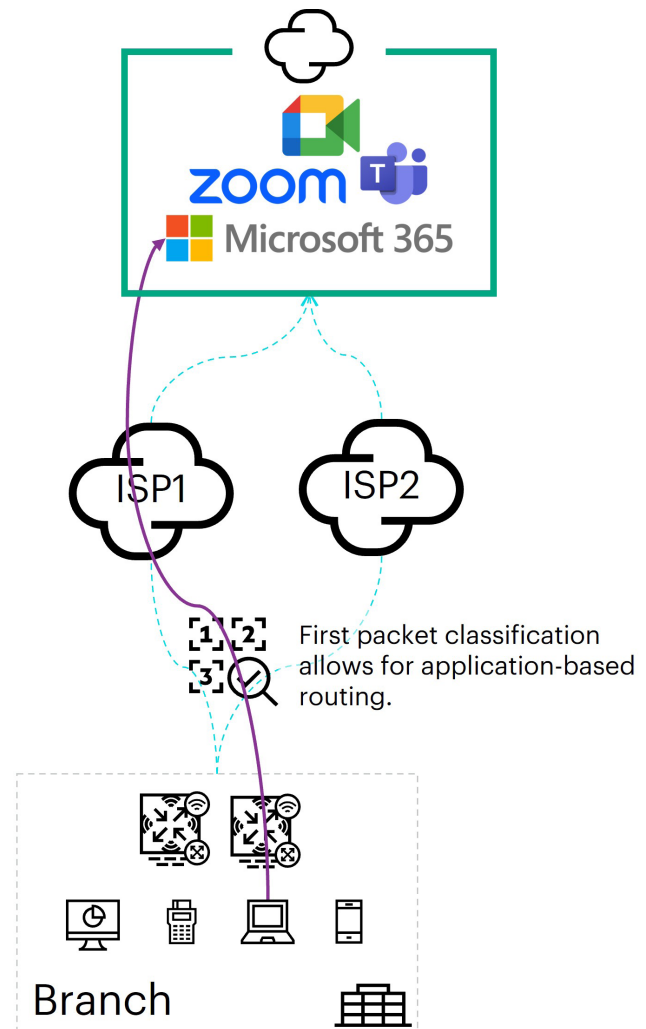 zoom
T
Microsoft 365
ISP1
ISP2
1 2
3
First packet classification
allows for application-based
routing.
Branch